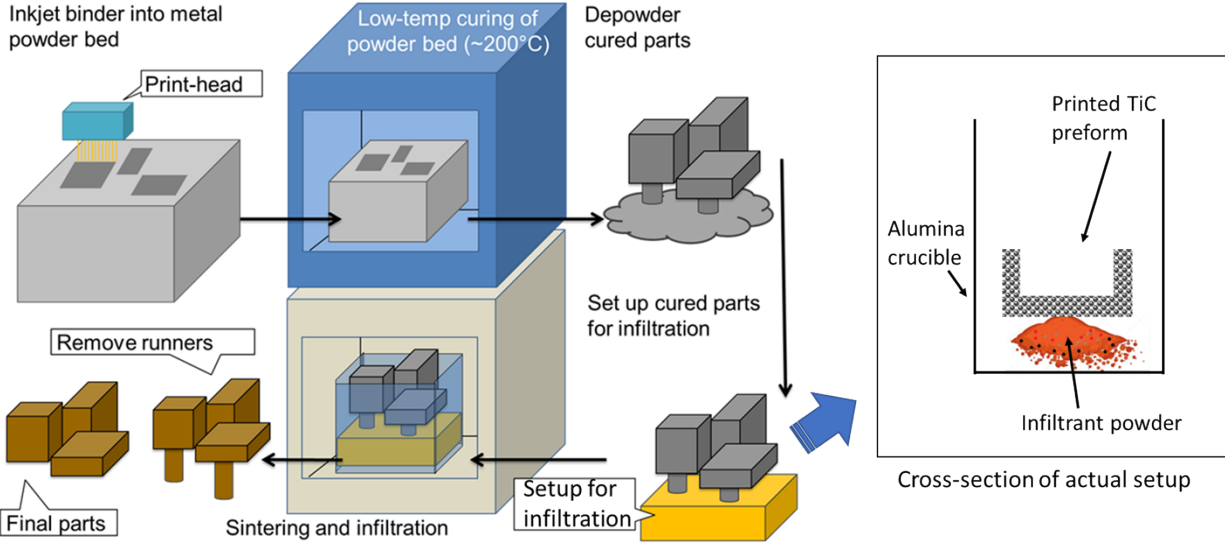 Inkjet binder into metal
powder bed
Print-head
Low-temp curing of
powder bed (~200°C)
Depowder
cured parts
Set up cured parts
for infiltration
Setup for
infiltration
Sintering and infiltration
Remove runners
Final parts
Printed TiC
preform
Alumina
crucible
Infiltrant powder
Cross-section of actual setup